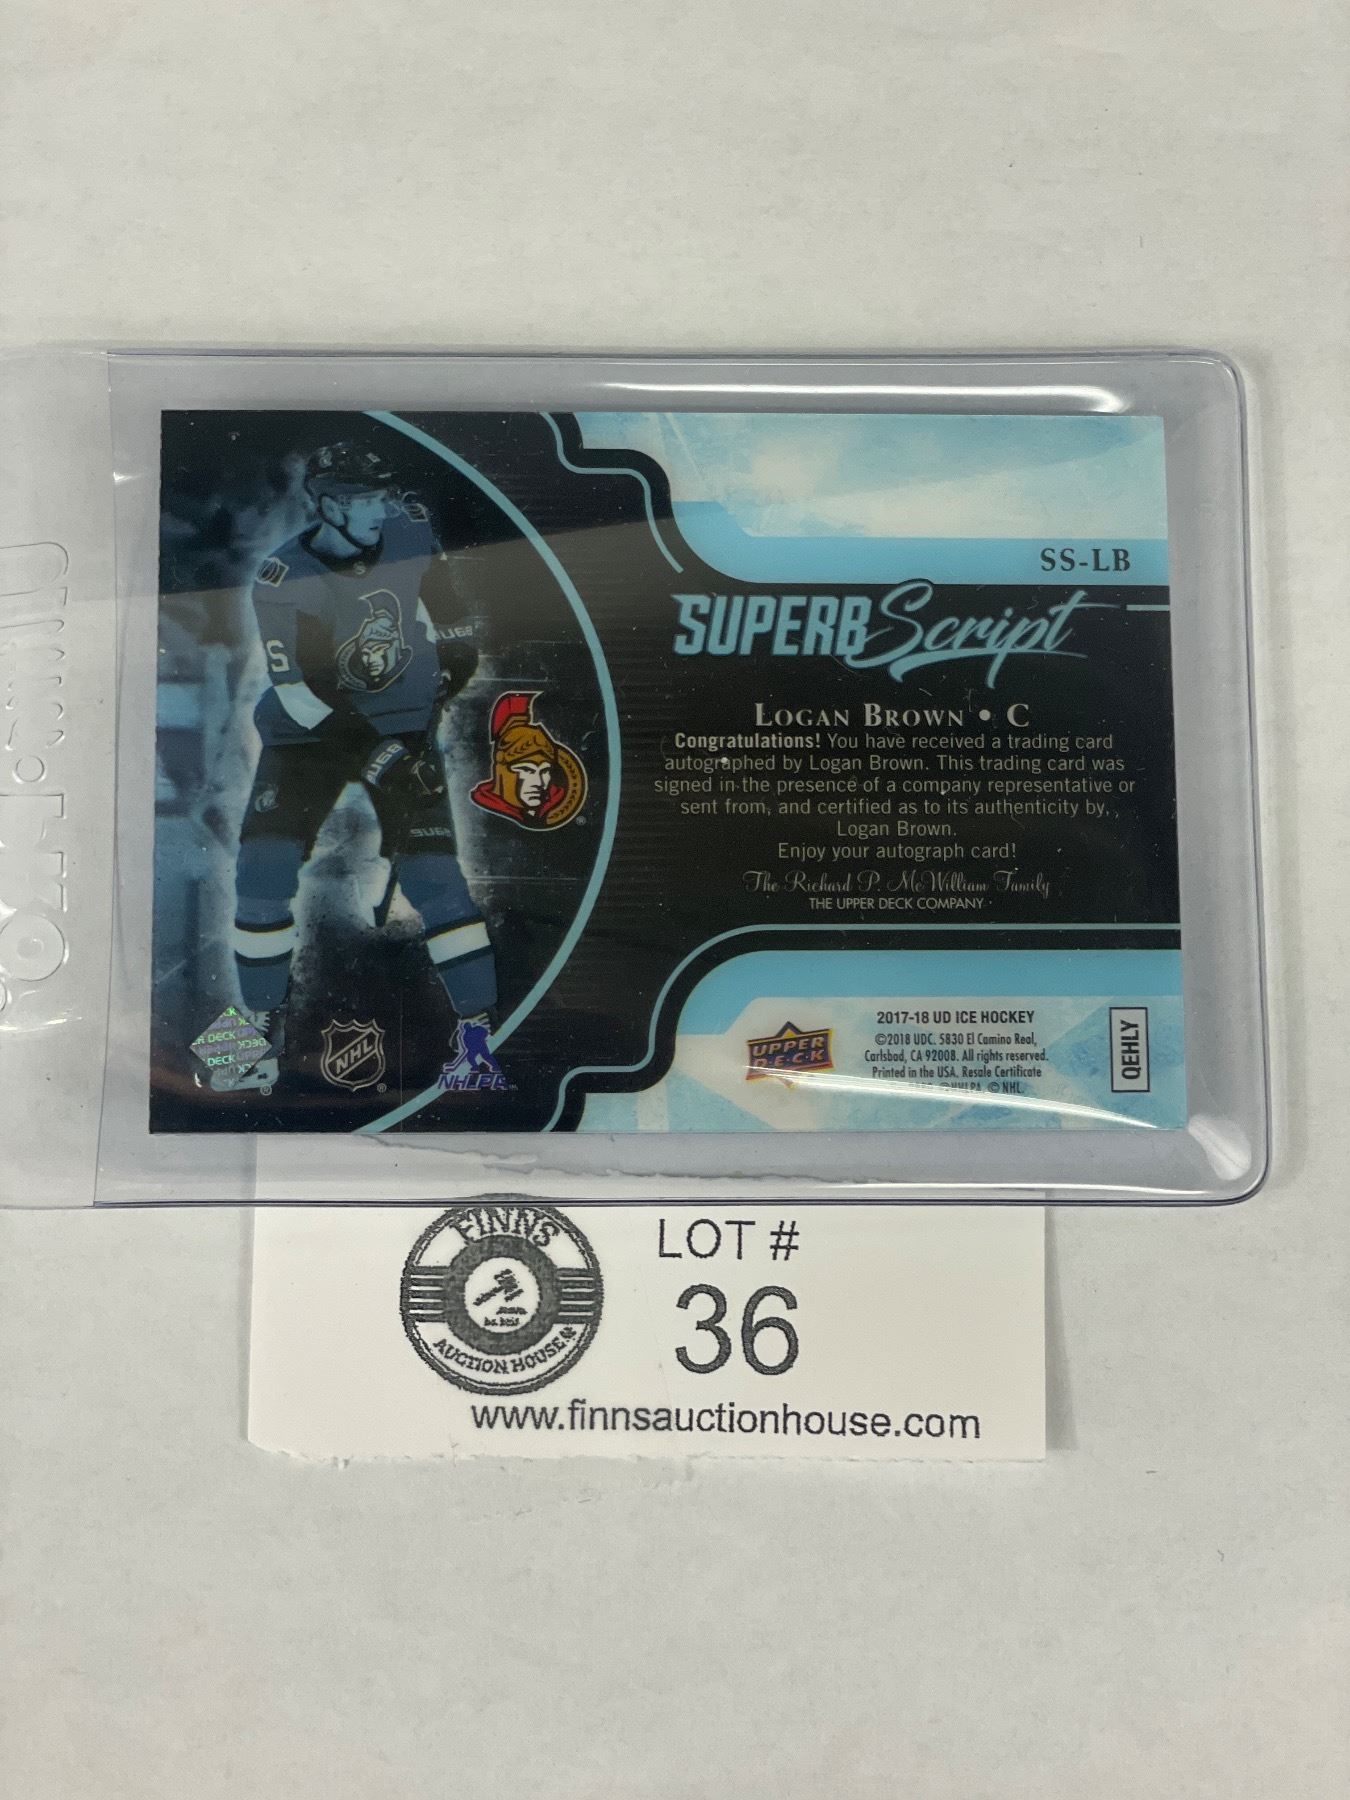 SS-LB
SUPERB Script
LOGAN BROWN • C
Congratulations! You have received a trading card
autographed by Logan Brown. This trading card was
signed in the presence of a company representative or
sent from, and certified as to its authenticity by,
Logan Brown.
Enjoy your autograph card!
The Richard P. McWilliam Family
THE UPPER DECK COMPANY
UPPER
DECK
2017-18 UD ICE HOCKEY
©2018 UDC. 5830 El Camino Real,
Carlsbad, CA 92008. All rights reserved.
Printed in the USA. Resale Certificate
©NHLPA. © NHL.
QEHLY
NHL
NHLPA
FINNS
AUCTION HOUSE
LOT #
36
www.finnsauctionhouse.com